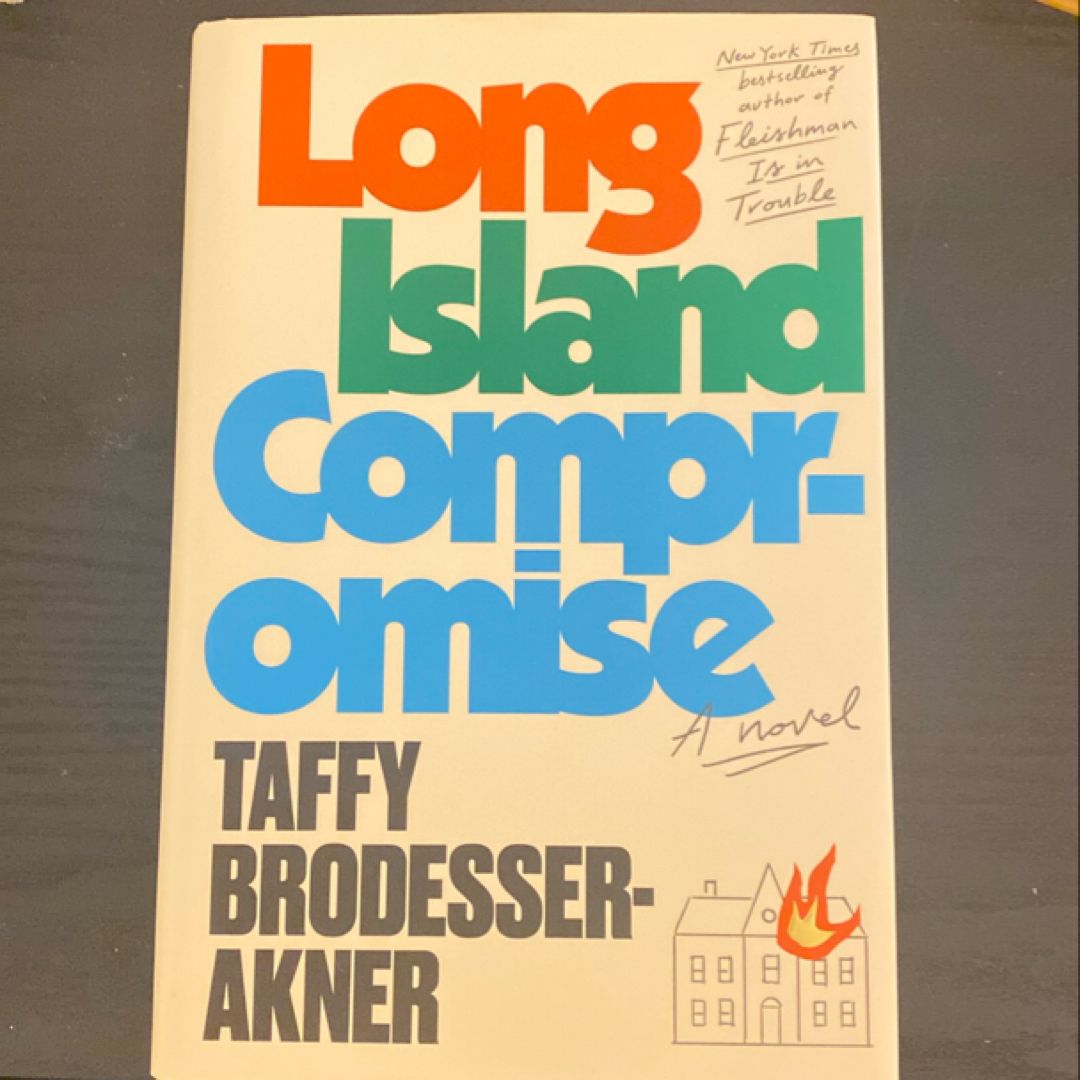 Long
Island
Compr-
omise
New York Times
bestselling
author of
Fleishman
Is in
Trouble
A novel
TAFFY
BRODESSER-
AKNER